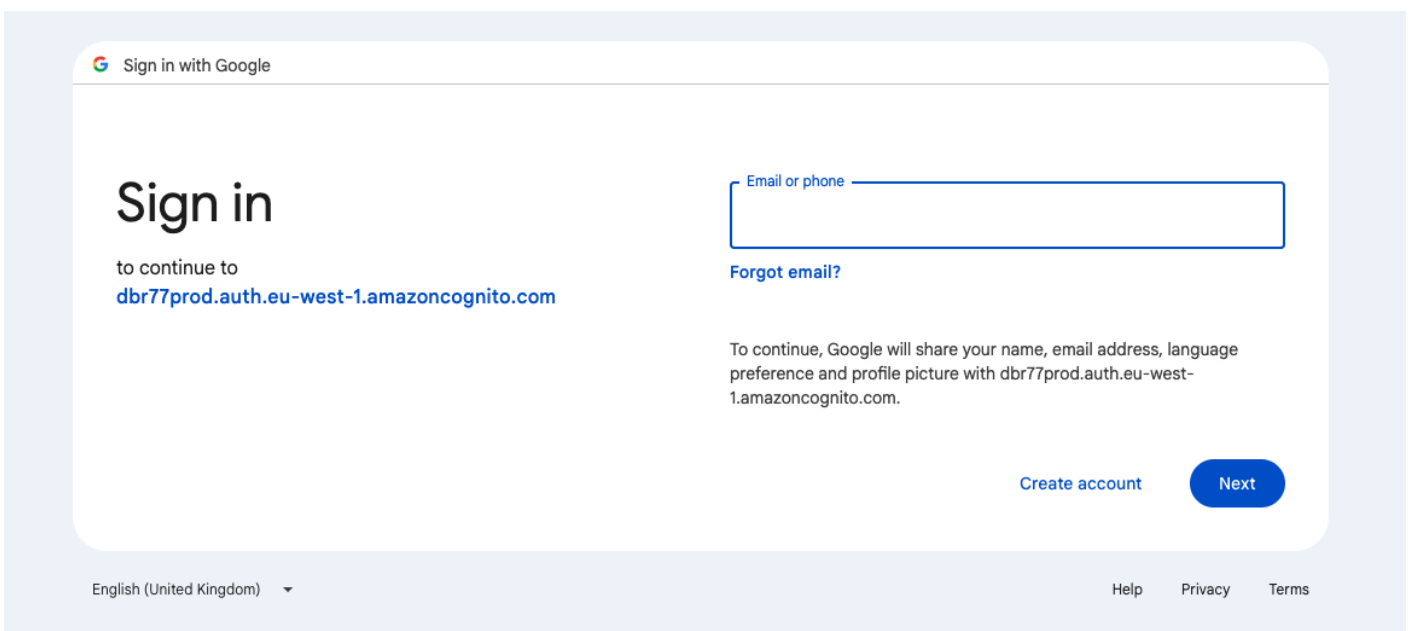 Sign in with Google
Sign in
to continue to
dbr77prod.auth.eu-west-1.amazoncognito.com
Email or phone
Forgot email?
To continue, Google will share your name, email address, language
preference and profile picture with dbr77prod.auth.eu-west-
1.amazoncognito.com.
Create account
Next
English (United Kingdom)
Help
Privacy
Terms